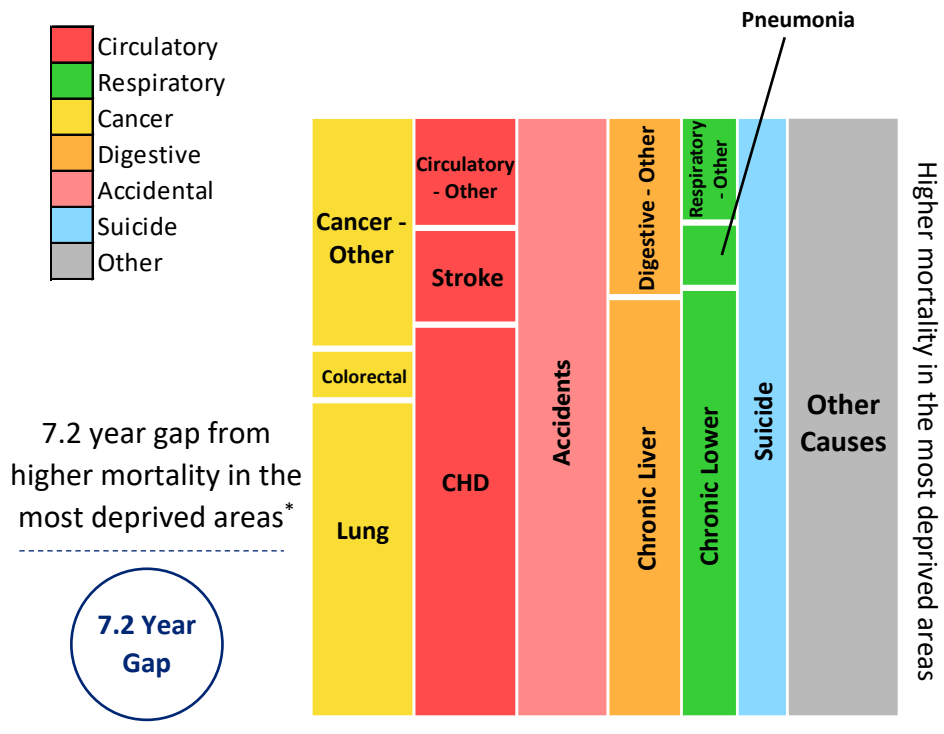 Pneumonia
Circulatory
Respiratory
Cancer
Digestive
Accidental
Suicide
Other
Cancer -
Other
Colorectal
Lung
Circulatory
- Other
Stroke
CHD
Accidents
Digestive - Other
Chronic Liver
Respiratory
- Other
Chronic Lower
Suicide
Other
Causes
Higher mortality in the most deprived areas
7.2 year gap from
higher mortality in the
most deprived areas*
7.2 Year
Gap